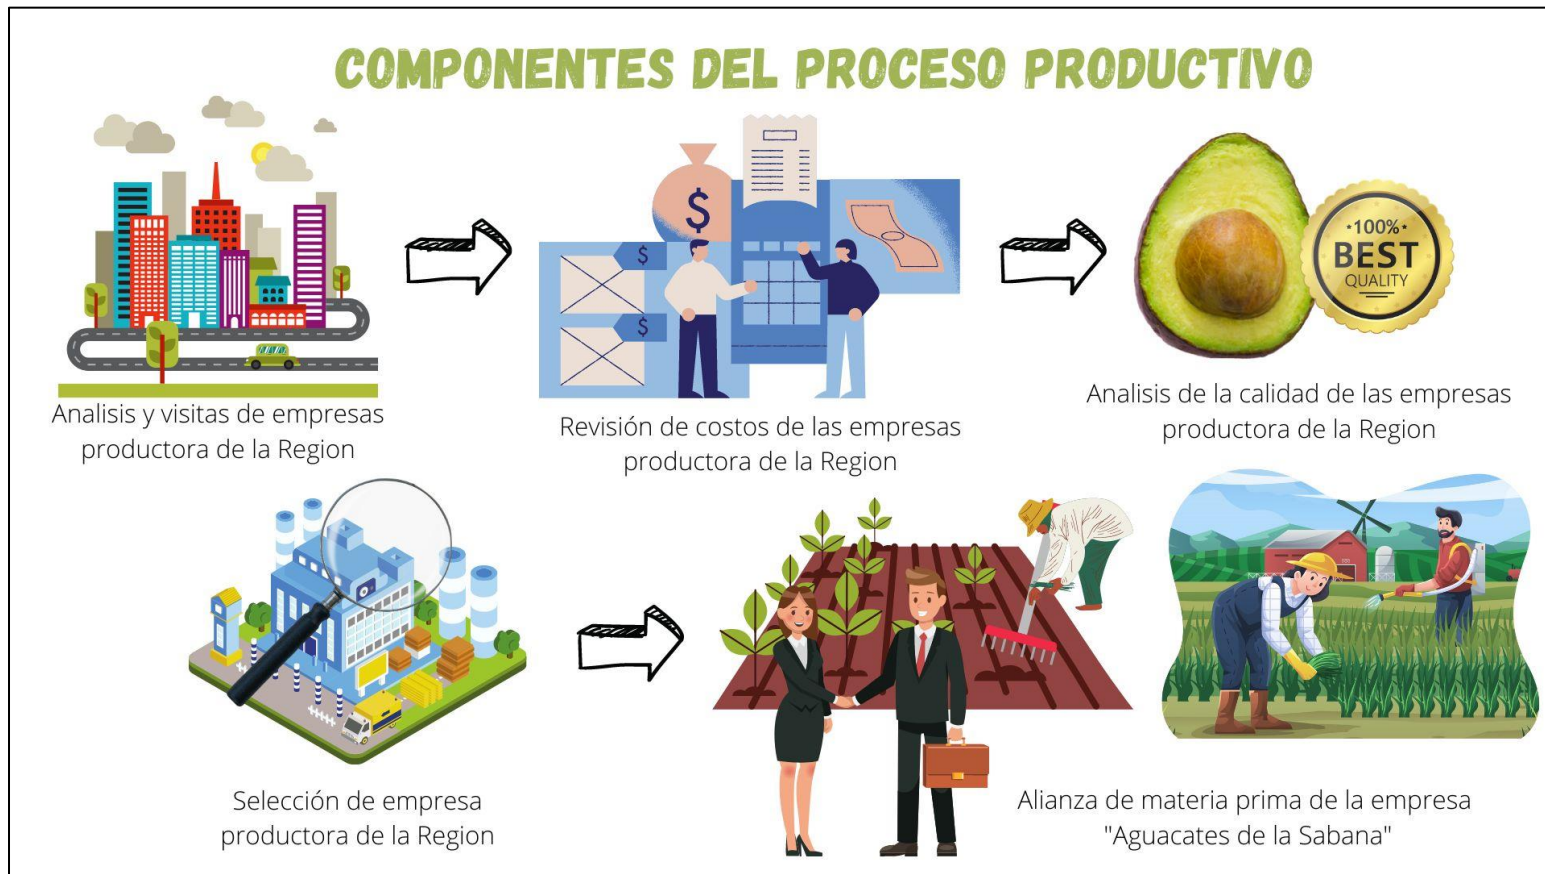 COMPONENTES DEL PROCESO PRODUCTIVO
$
$
$
·100%·
BEST
QUALITY
Analisis y visitas de empresas
productora de la Region
Revisión de costos de las empresas
productora de la Region
Analisis de la calidad de las empresas
productora de la Region
Selección de empresa
productora de la Region
Alianza de materia prima de la empresa
"Aguacates de la Sabana"